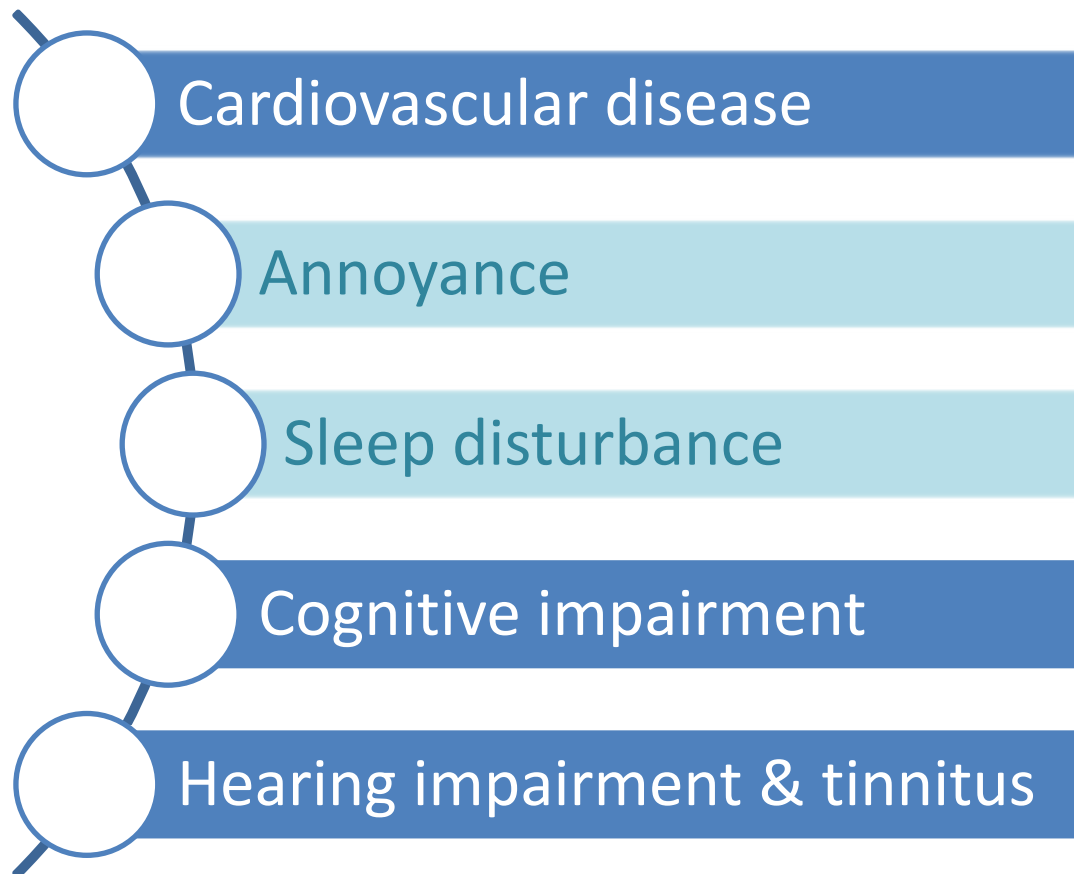 Cardiovascular disease
Annoyance
Sleep disturbance
Cognitive impairment
Hearing impairment & tinnitus